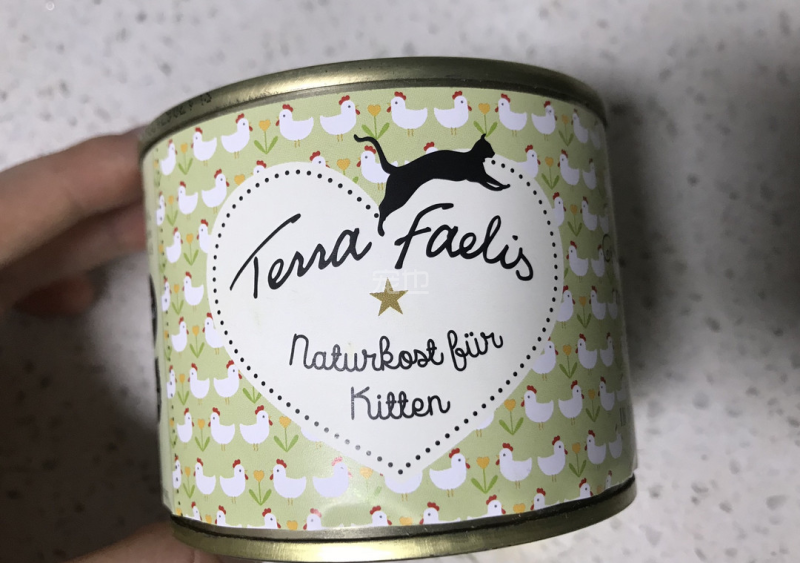 Terra Faelis
Naturkost für
Kitten